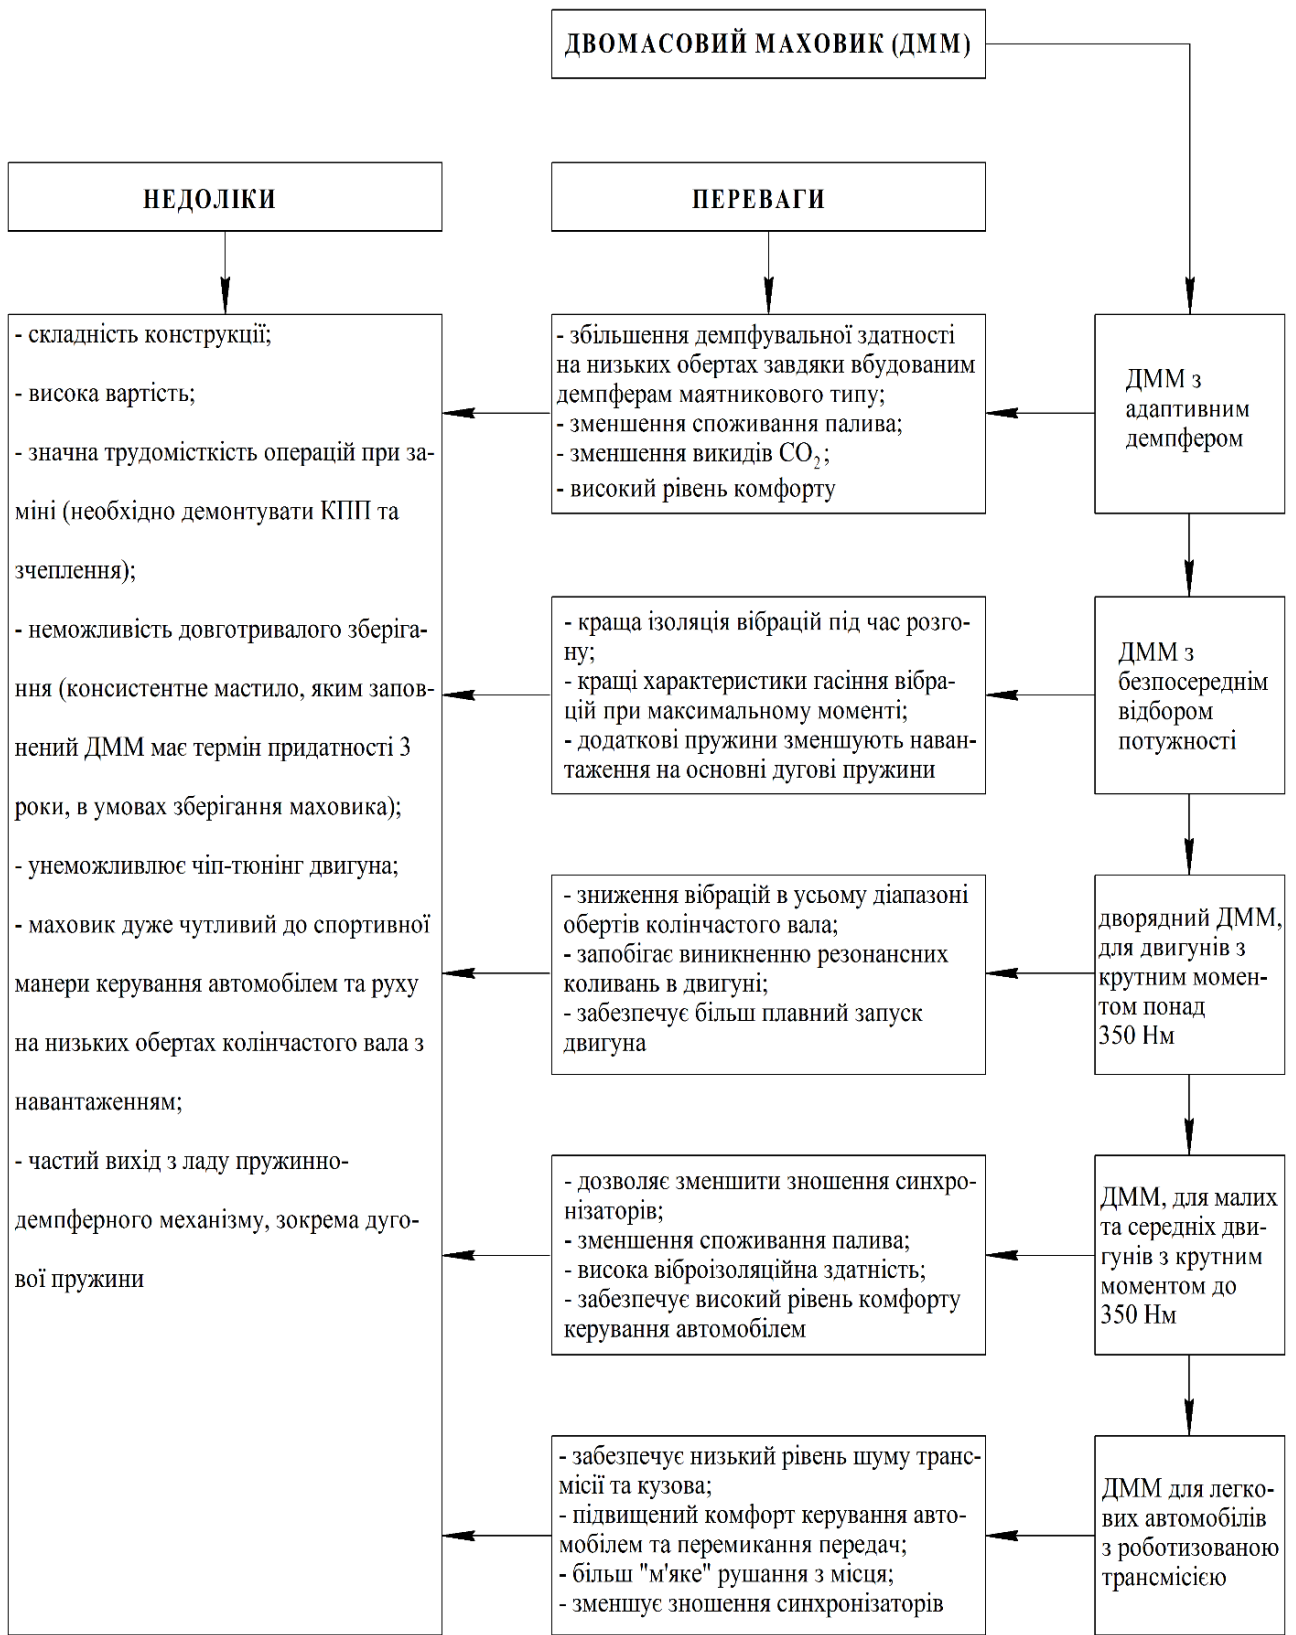 ДВОМАСОВИЙ МАХОВИК (ДММ)
НЕДОЛІКИ
ПЕРЕВАГИ
- складність конструкції;
- висока вартість;
- значна трудомісткість операцій при за-
міні (необхідно демонтувати КПП та
зчеплення);
- неможливість довготривалого зберіга-
ння (консистентне мастило, яким запов-
нений ДММ має термін придатності 3
роки, в умовах зберігання маховика);
- унеможливлює чіп-тюнінг двигуна;
- маховик дуже чутливий до спортивної
манери керування автомобілем та руху
на низьких обертах колінчастого вала з
навантаженням;
- частий вихід з ладу пружинно-
демпферного механізму, зокрема дуго-
вої пружини
- збільшення демпфувальної здатності
на низьких обертах завдяки вбудованим
демпферам маятникового типу;
- зменшення споживання палива;
- зменшення викидів CO₂;
- високий рівень комфорту
ДММ з
адаптивним
демпфером
- краща ізоляція вібрацій під час розго-
ну;
- кращі характеристики гасіння вібра-
цій при максимальному моменті;
- додаткові пружини зменшують наван-
таження на основні дугові пружини
ДММ з
безпосереднім
відбором
потужності
- зниження вібрацій в усьому діапазоні
обертів колінчастого вала;
- запобігає виникненню резонансних
коливань в двигуні;
- забезпечує більш плавний запуск
двигуна
дворядний ДММ,
для двигунів з
крутним момен-
том понад
350 Нм
- дозволяє зменшити зношення синхро-
нізаторів;
- зменшення споживання палива;
- висока віброізоляційна здатність;
- забезпечує високий рівень комфорту
керування автомобілем
ДММ, для малих
та середніх дви-
гунів з крутним
моментом до
350 Нм
- забезпечує низький рівень шуму транс-
місії та кузова;
- підвищений комфорт керування авто-
мобілем та перемикання передач;
- більш "м'яке" рушання з місця;
- зменшує зношення синхронізаторів
ДММ для легко-
вих автомобілів
з роботизованою
трансмісією